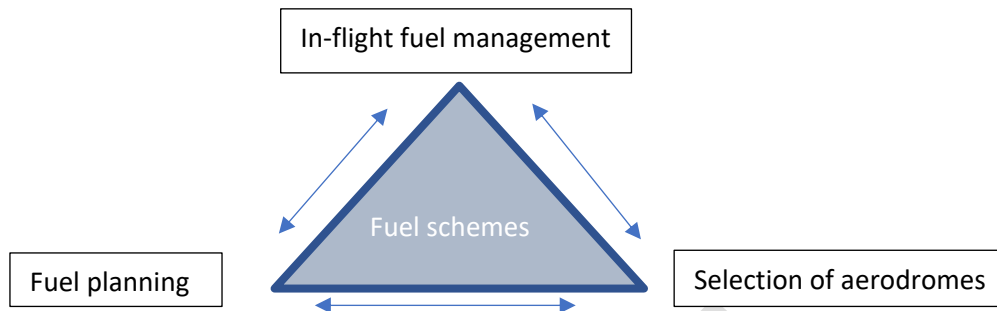 In-flight fuel management
Fuel schemes
Fuel planning
Selection of aerodromes